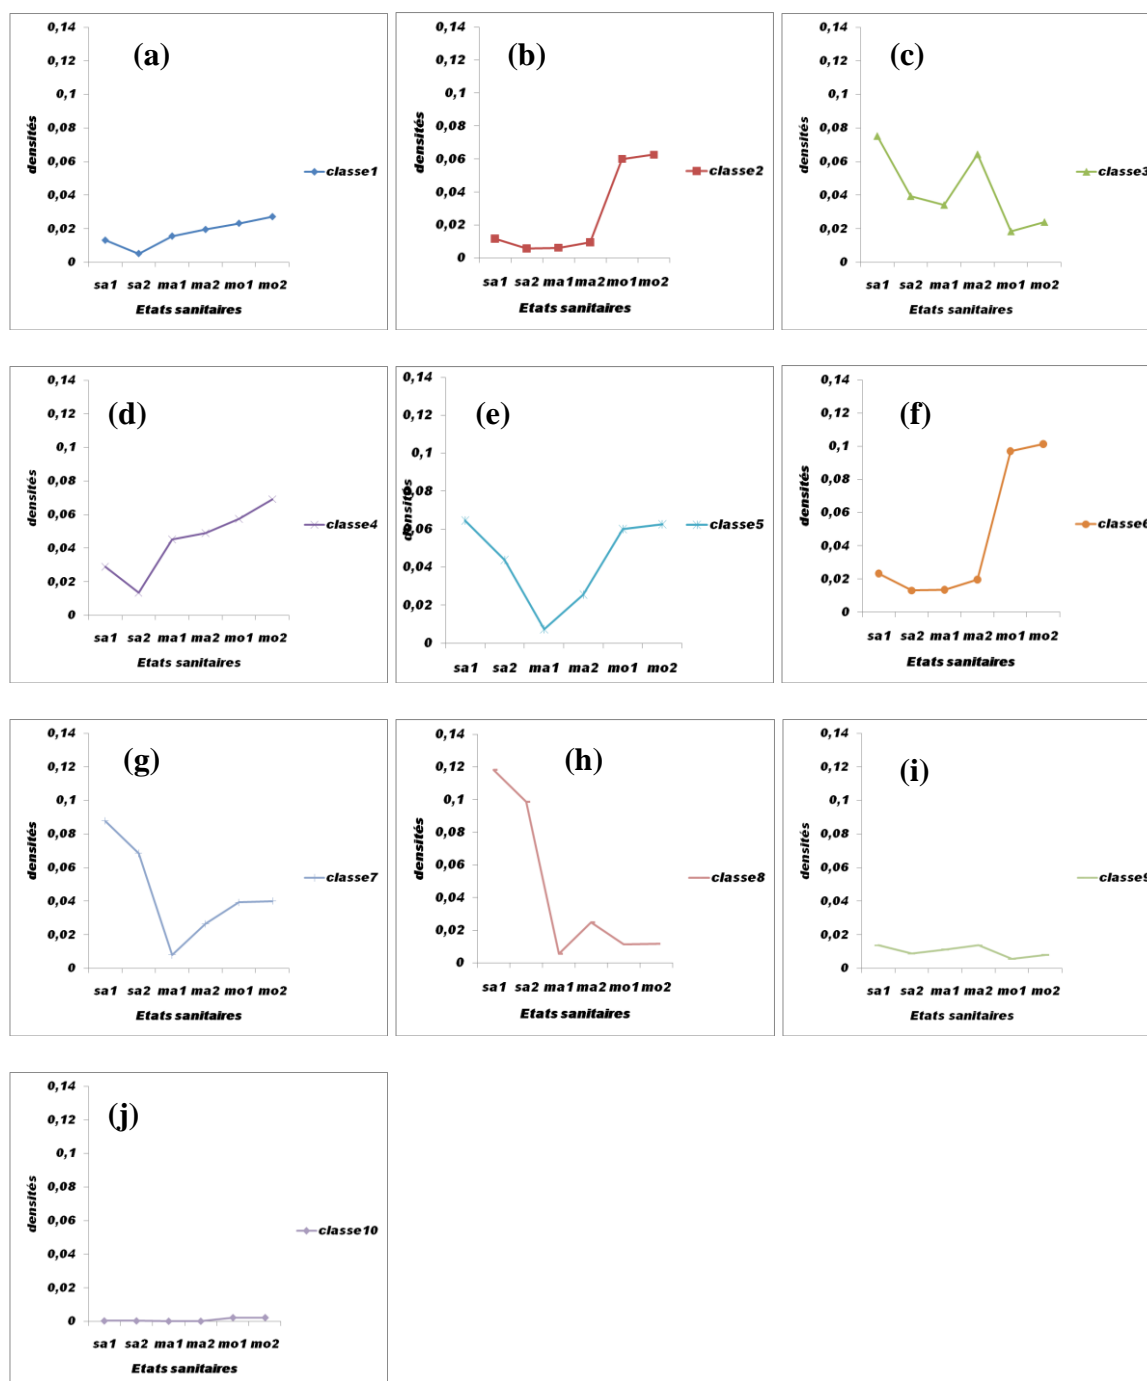 (a)
0,14
0,12
0,1
0,08
0,06
0,04
0,02
0
densités
sa1 sa2 ma1 ma2 mo1 mo2
Etats sanitaires
classe1
(b)
0,14
0,12
0,1
0,08
0,06
0,04
0,02
0
densités
sa1 sa2 ma1 ma2 mo1 mo2
Etats sanitaires
classe2
(c)
0,14
0,12
0,1
0,08
0,06
0,04
0,02
0
densités
sa1 sa2 ma1 ma2 mo1 mo2
Etats sanitaires
classe3
(d)
0,14
0,12
0,1
0,08
0,06
0,04
0,02
0
densités
sa1 sa2 ma1 ma2 mo1 mo2
Etats sanitaires
classe4
(e)
0,14
0,12
0,1
0,08
0,06
0,04
0,02
0
densités
sa1 sa2 ma1 ma2 mo1 mo2
classe5
(f)
0,14
0,12
0,1
0,08
0,06
0,04
0,02
0
densités
sa1 sa2 ma1 ma2 mo1 mo2
Etats sanitaires
classe6
(g)
0,14
0,12
0,1
0,08
0,06
0,04
0,02
0
densités
sa1 sa2 ma1 ma2 mo1 mo2
Etats sanitaires
classe7
(h)
0,14
0,12
0,1
0,08
0,06
0,04
0,02
0
densités
sa1 sa2 ma1 ma2 mo1 mo2
Etats sanitaires
classe8
(i)
0,14
0,12
0,1
0,08
0,06
0,04
0,02
0
densités
sa1 sa2 ma1 ma2 mo1 mo2
Etats sanitaires
classe9
(j)
0,14
0,12
0,1
0,08
0,06
0,04
0,02
0
densités
sa1 sa2 ma1 ma2 mo1 mo2
Etats sanitaires
classe10